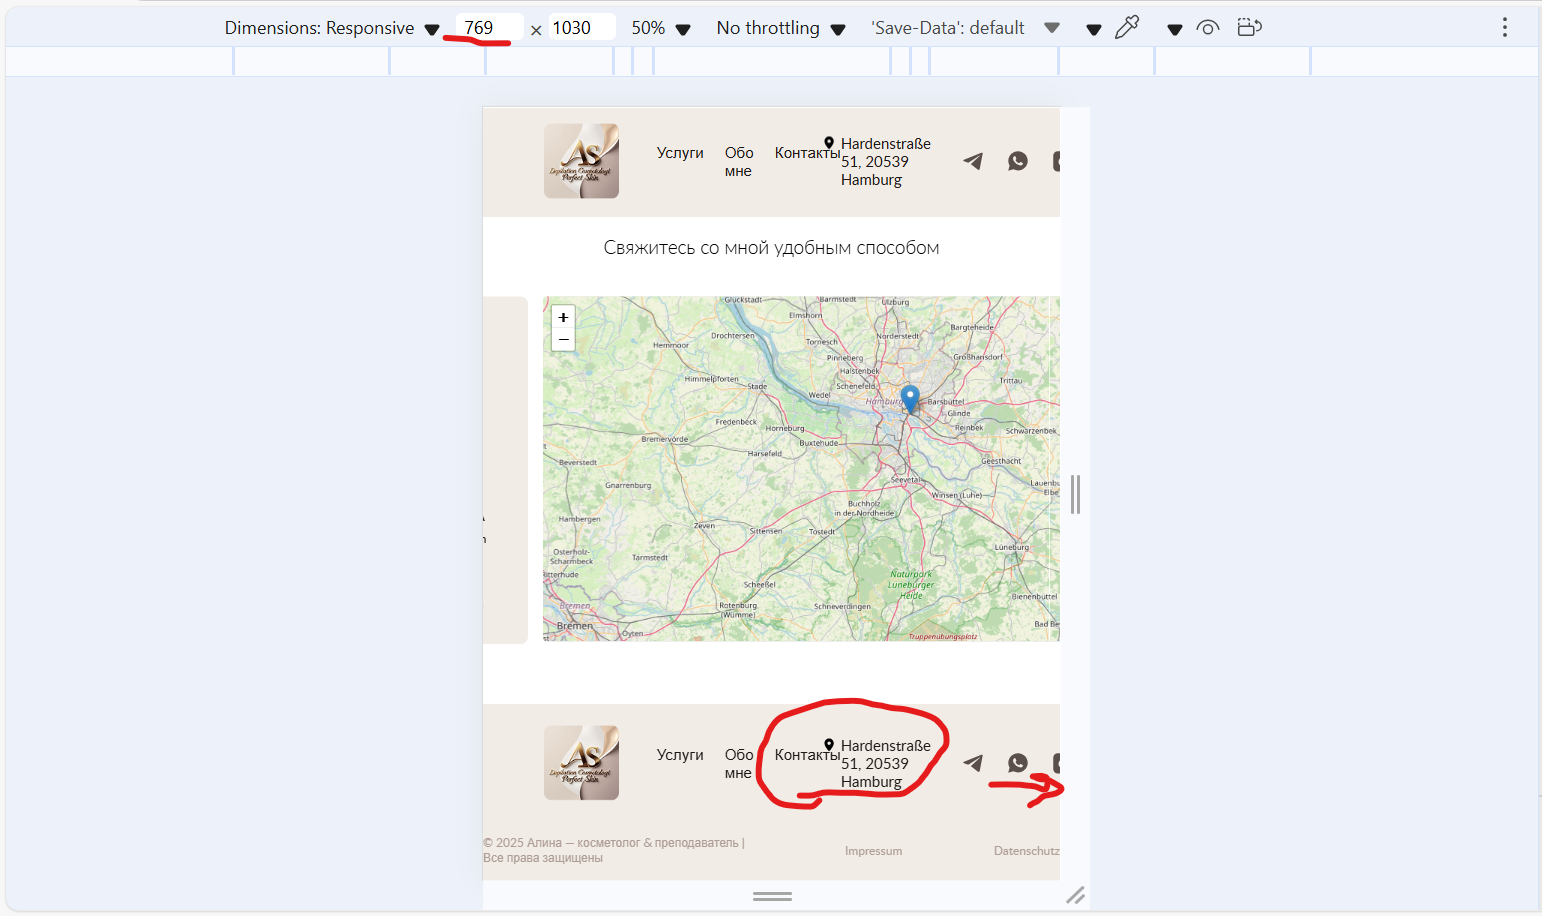 Dimensions: Responsive 769 × 1030 50% No throttling 'Save-Data': default
As
Depilation Cosmetologi
Perfect Skin
Услуги
Обо
мне
Контакты
Hardenstraße
51, 20539
Hamburg
Свяжитесь со мной удобным способом
+
−
Glückstadt
Barmstedt
Ulzburg
Elmshorn
Bargteheide
Drochtersen
Norderstedt
Hemmoor
Tornesch
Pinneberg
Großhansdorf
Halstenbek
Himmelpforten
Stade
Schenefeld
Trittau
Wedel
Hamburg
Barsbüttel
Glinde
Fredenbeck
Horneburg
Reinbek
Schwarzenbek
Bremervörde
Buxtehude
Harsefeld
Geesthacht
Beverstedt
Seevetal
Gnarrenburg
Lauenbu
Elbe
Winsen (Luhe)
Buchholz
in der Nordheide
Hambergen
Zeven
Sittensen
Tostedt
Osterholz-
Scharmbeck
Tarmstedt
Lüneburg
Ritterhude
Scheeßel
Naturpark
Lüneburger
Heide
Bienenbüttel
Bremen
Rotenburg
(Wümme)
Schneverdingen
Bremen
Oyten
Bad Be
Truppenübungsplatz
As
Depilation Cosmetologi
Perfect Skin
Услуги
Обо
мне
Контакты
Hardenstraße
51, 20539
Hamburg
© 2025 Алина — косметолог & преподаватель |
Все права защищены
Impressum
Datenschutz